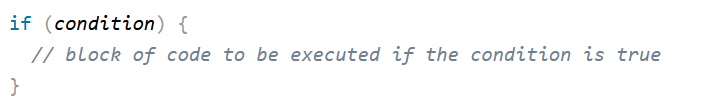 if (condition) {
  // block of code to be executed if the condition is true
}